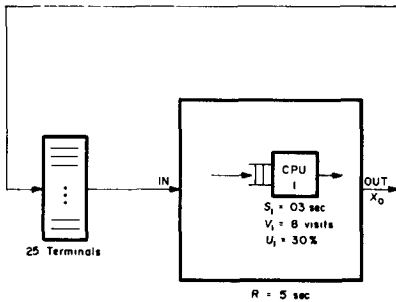 IN
CPU
1
OUT
X₀
S₁ = 03 sec
V₁ = 8 visits
U₁ = 30%
25 Terminals
R = 5 sec